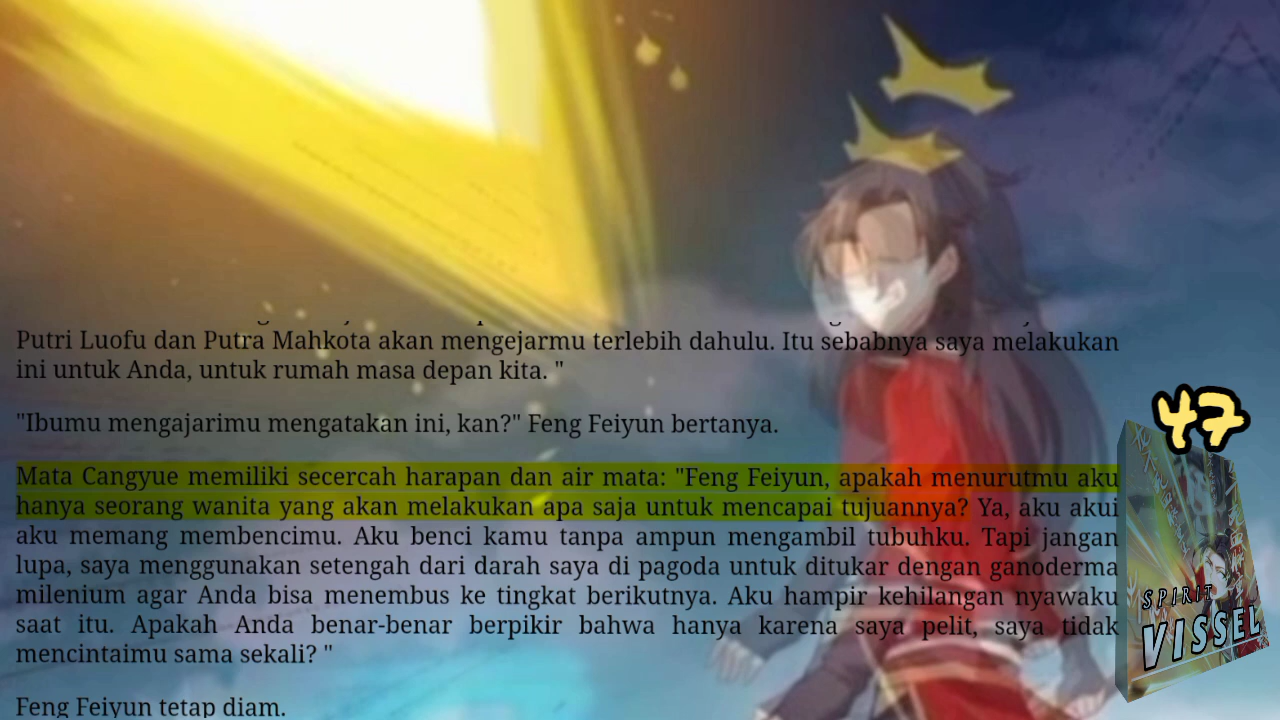 Putri Luofu dan Putra Mahkota akan mengejarmu terlebih dahulu. Itu sebabnya saya melakukan
ini untuk Anda, untuk rumah masa depan kita. "
"Ibumu mengajarimu mengatakan ini, kan?" Feng Feiyun bertanya.
Mata Cangyue memiliki secercah harapan dan air mata: "Feng Feiyun, apakah menurutmu aku
hanya seorang wanita yang akan melakukan apa saja untuk mencapai tujuannya? Ya, aku akui
aku memang membencimu. Aku benci kamu tanpa ampun mengambil tubuhku. Tapi jangan
lupa, saya menggunakan setengah dari darah saya di pagoda untuk ditukar dengan ganoderma
milenium agar Anda bisa menembus ke tingkat berikutnya. Aku hampir kehilangan nyawaku
saat itu. Apakah Anda benar-benar berpikir bahwa hanya karena saya pelit, saya tidak
mencintaimu sama sekali? "
Feng Feiyun tetap diam.
47
SPIRIT
VISSEL